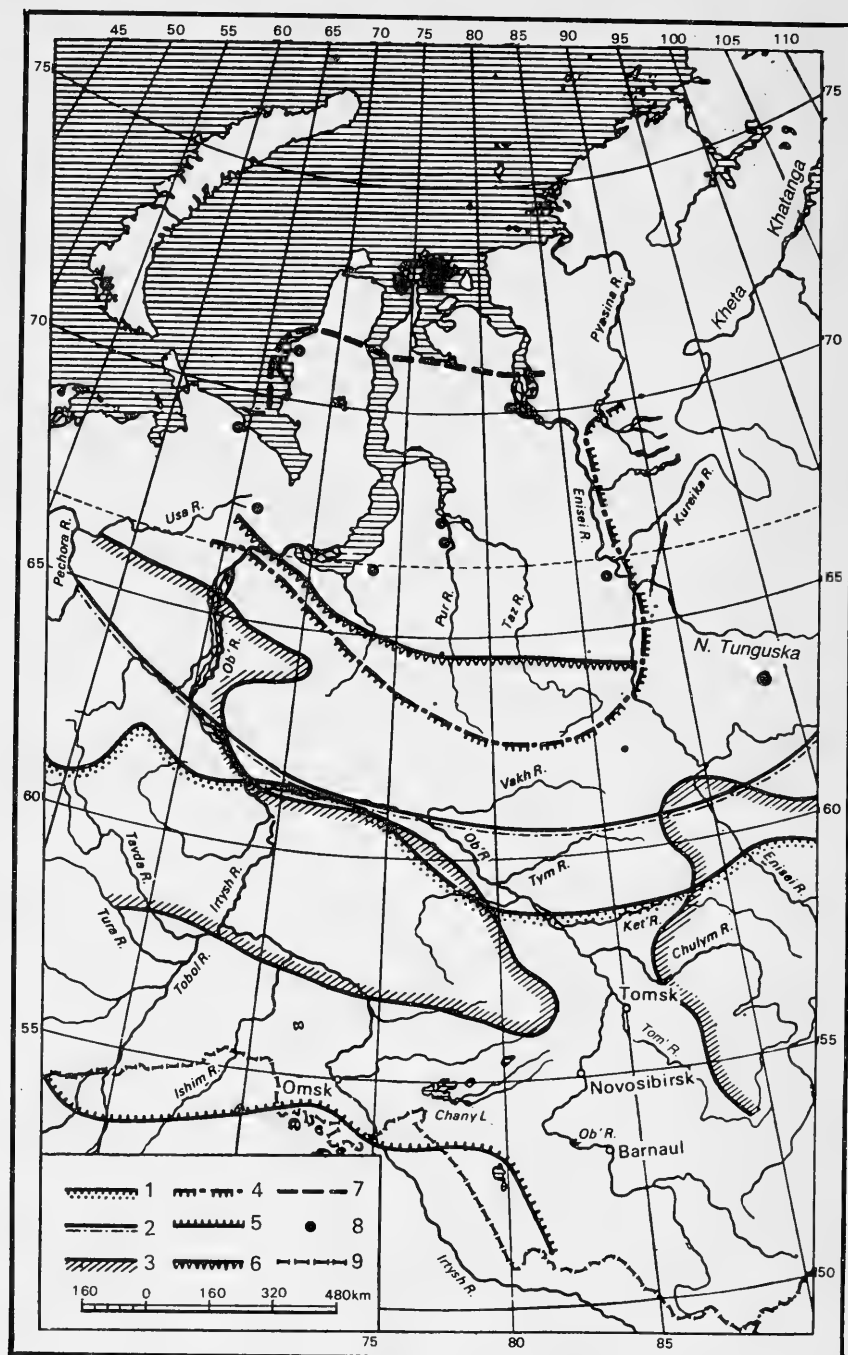 45 50 55 60 65 70 75 80 85 90 95 100 105 110
75
75
Khatanga
Pyasina R.
Kheta
70
70
Kureika R.
Enisei R.
Usa R.
Pechora R.
65
65
Pur R.
Taz R.
N. Tunguska
Ob' R.
Vakh R.
60
60
Ob' R.
Tavda R.
Tym R.
Enisei R.
Irtysh R.
Ket' R.
Tura R.
Chulym R.
Tobol R.
Tomsk
55
55
Tom' R.
Ishim R.
Omsk
Novosibirsk
Chany L.
Ob' R.
Barnaul
1 4 7
2 5 8
3 6 9
50
Irtysh R.
160 0 160 320 480km
75 80 85